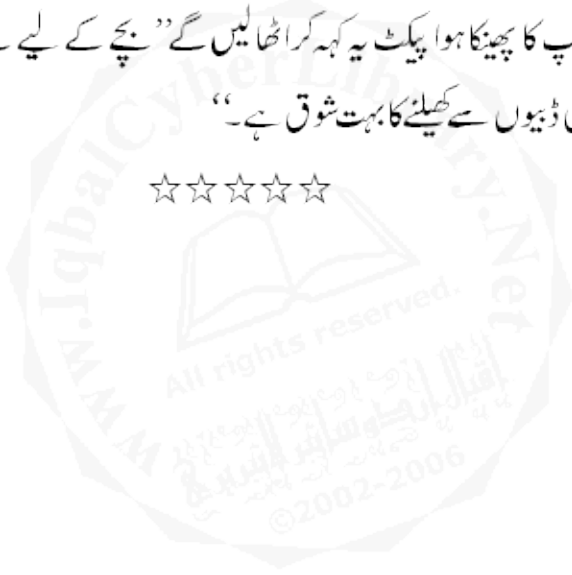 پ کا پھینکا ہوا پیکٹ یہ کہہ کر اٹھا لیں گے ’’بچے کے لیے
ڈبیوں سے کھیلنے کا بہت شوق ہے۔‘‘
☆☆☆☆☆
www.IqbalCyberLibrary.Net
All rights reserved.
©2002-2006